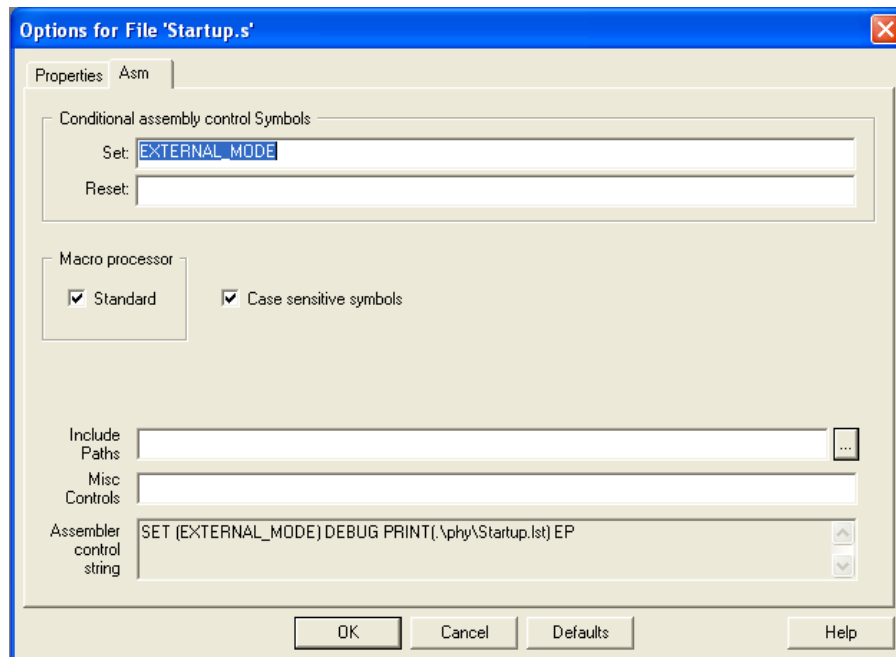 Options for File 'Startup.s'
Properties Asm
Conditional assembly control Symbols
Set: EXTERNAL_MODE
Reset:
Macro processor
Standard Case sensitive symbols
Include
Paths
...
Misc
Controls
Assembler
control
string
SET (EXTERNAL_MODE) DEBUG PRINT(.\phy\Startup.lst) EP
OK Cancel Defaults Help